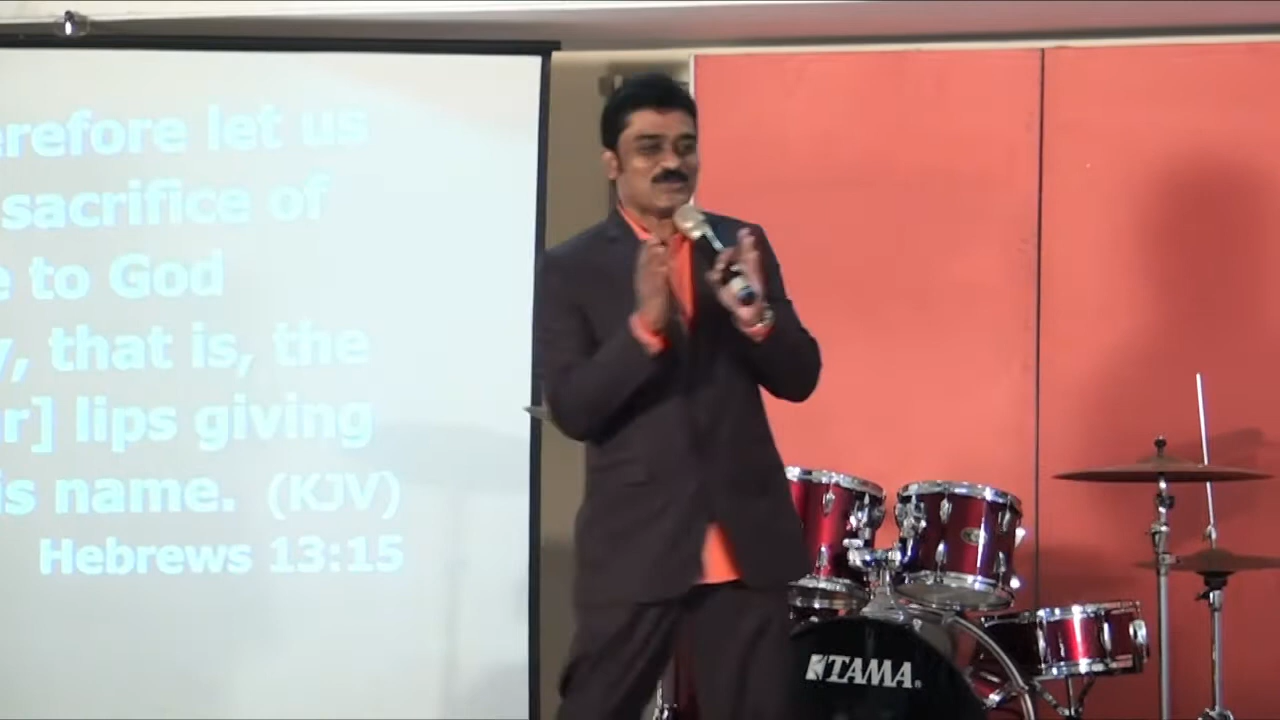 erefore let us
sacrifice of
e to God
y, that is, the
r] lips giving
is name. (KJV)
Hebrews 13:15
TAMA